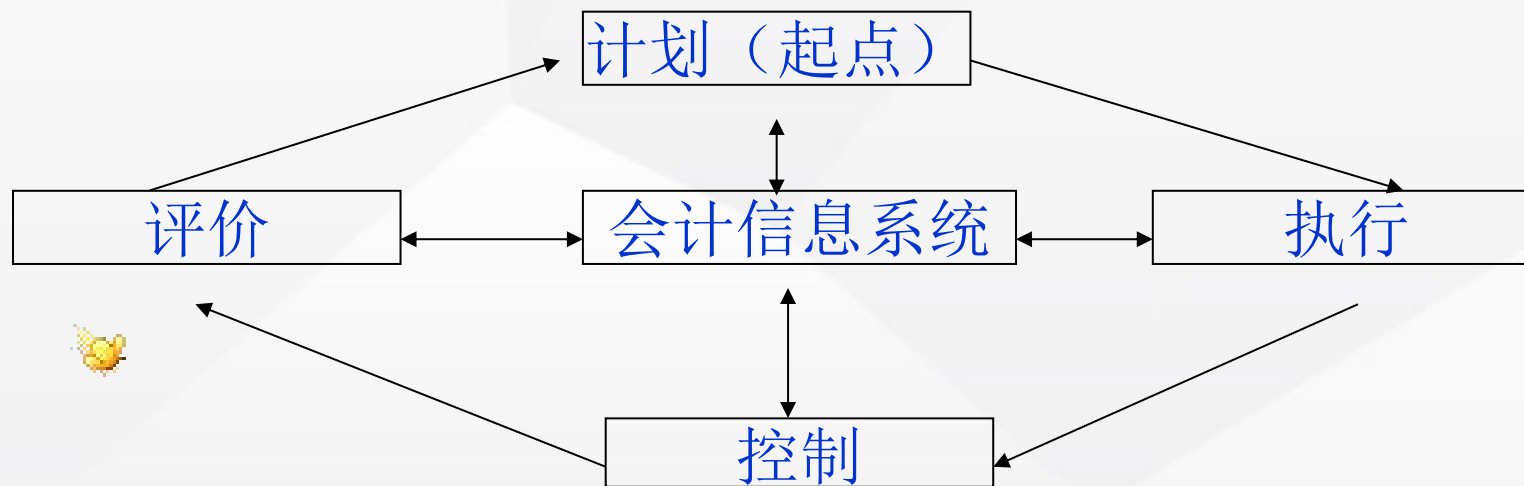 计划（起点）
评价
会计信息系统
执行
控制